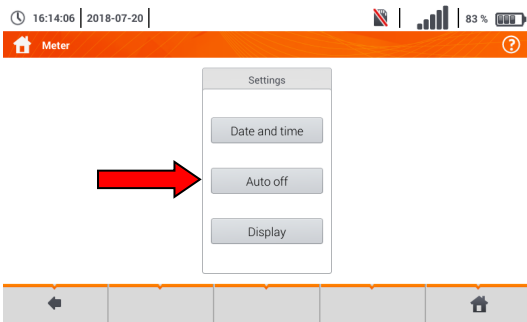 16:14:06 2018-07-20 83 %
Meter ?
Settings
Date and time
Auto off
Display